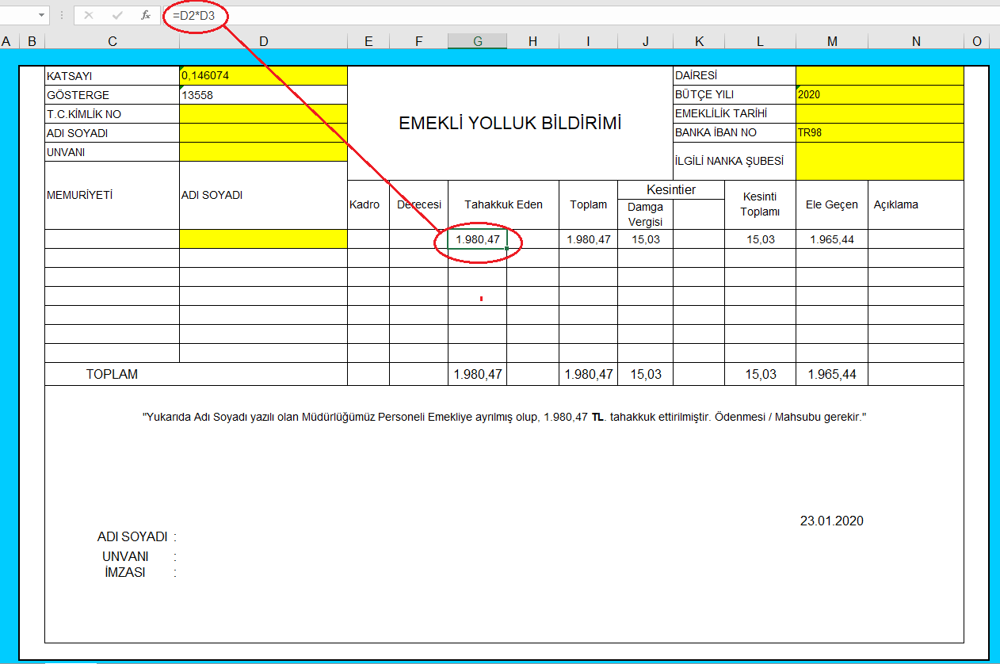 fx =D2*D3
A B C D E F G H I J K L M N O
KATSAYI 0,146074
GÖSTERGE 13558
T.C.KİMLİK NO
ADI SOYADI
UNVANI
EMEKLİ YOLLUK BİLDİRİMİ
DAİRESİ
BÜTÇE YILI 2020
EMEKLİLİK TARİHİ
BANKA İBAN NO TR98
İLGİLİ NANKA ŞUBESİ
MEMURİYETİ ADI SOYADI
Kadro Derecesi Tahakkuk Eden Toplam
Kesintier
Damga
Vergisi
Kesinti
Toplamı
Ele Geçen Açıklama
1.980,47 1.980,47 15,03 15,03 1.965,44
TOPLAM 1.980,47 1.980,47 15,03 15,03 1.965,44
"Yukarıda Adı Soyadı yazılı olan Müdürlüğümüz Personeli Emekliye ayrılmış olup, 1.980,47 TL. tahakkuk ettirilmiştir. Ödenmesi / Mahsubu gerekir."
23.01.2020
ADI SOYADI :
UNVANI :
İMZASI :